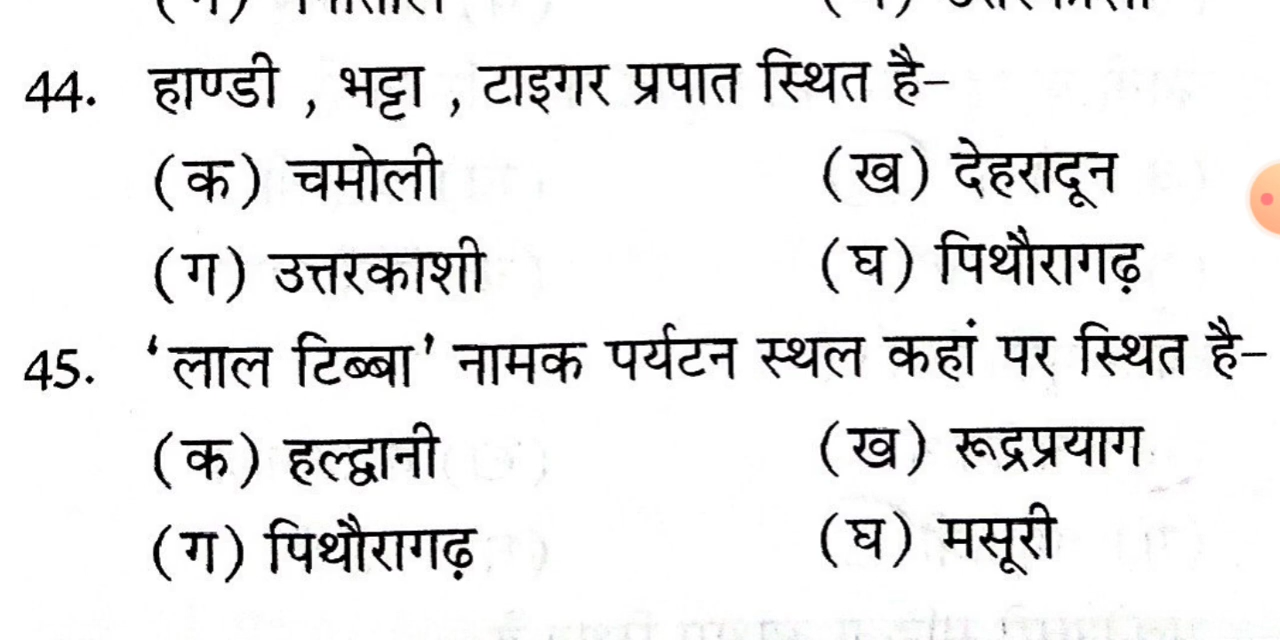 44. हाण्डी , भट्टा , टाइगर प्रपात स्थित है-
(क) चमोली (ख) देहरादून
(ग) उत्तरकाशी (घ) पिथौरागढ़
45. ‘लाल टिब्बा’ नामक पर्यटन स्थल कहां पर स्थित है-
(क) हल्द्वानी (ख) रूद्रप्रयाग
(ग) पिथौरागढ़ (घ) मसूरी